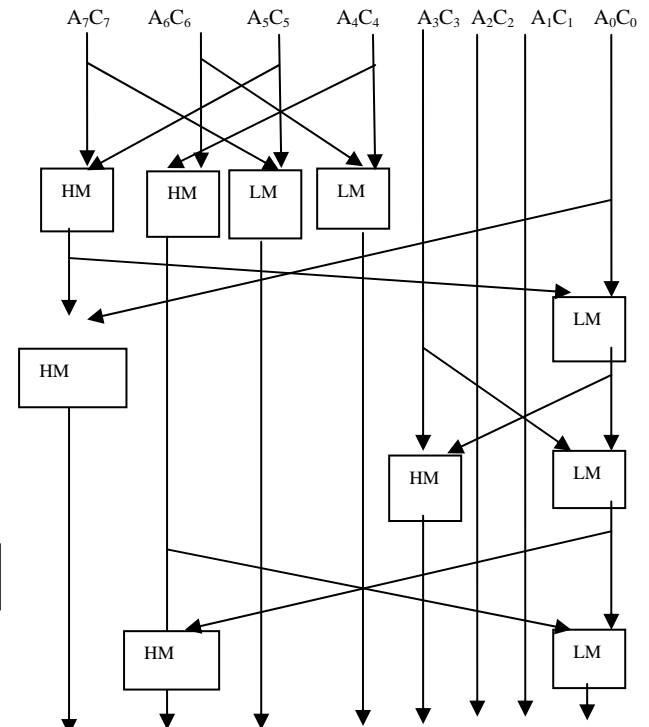 A₇C₇ A₆C₆ A₅C₅ A₄C₄ A₃C₃ A₂C₂ A₁C₁ A₀C₀
HM HM LM LM
LM
HM
HM LM
HM LM